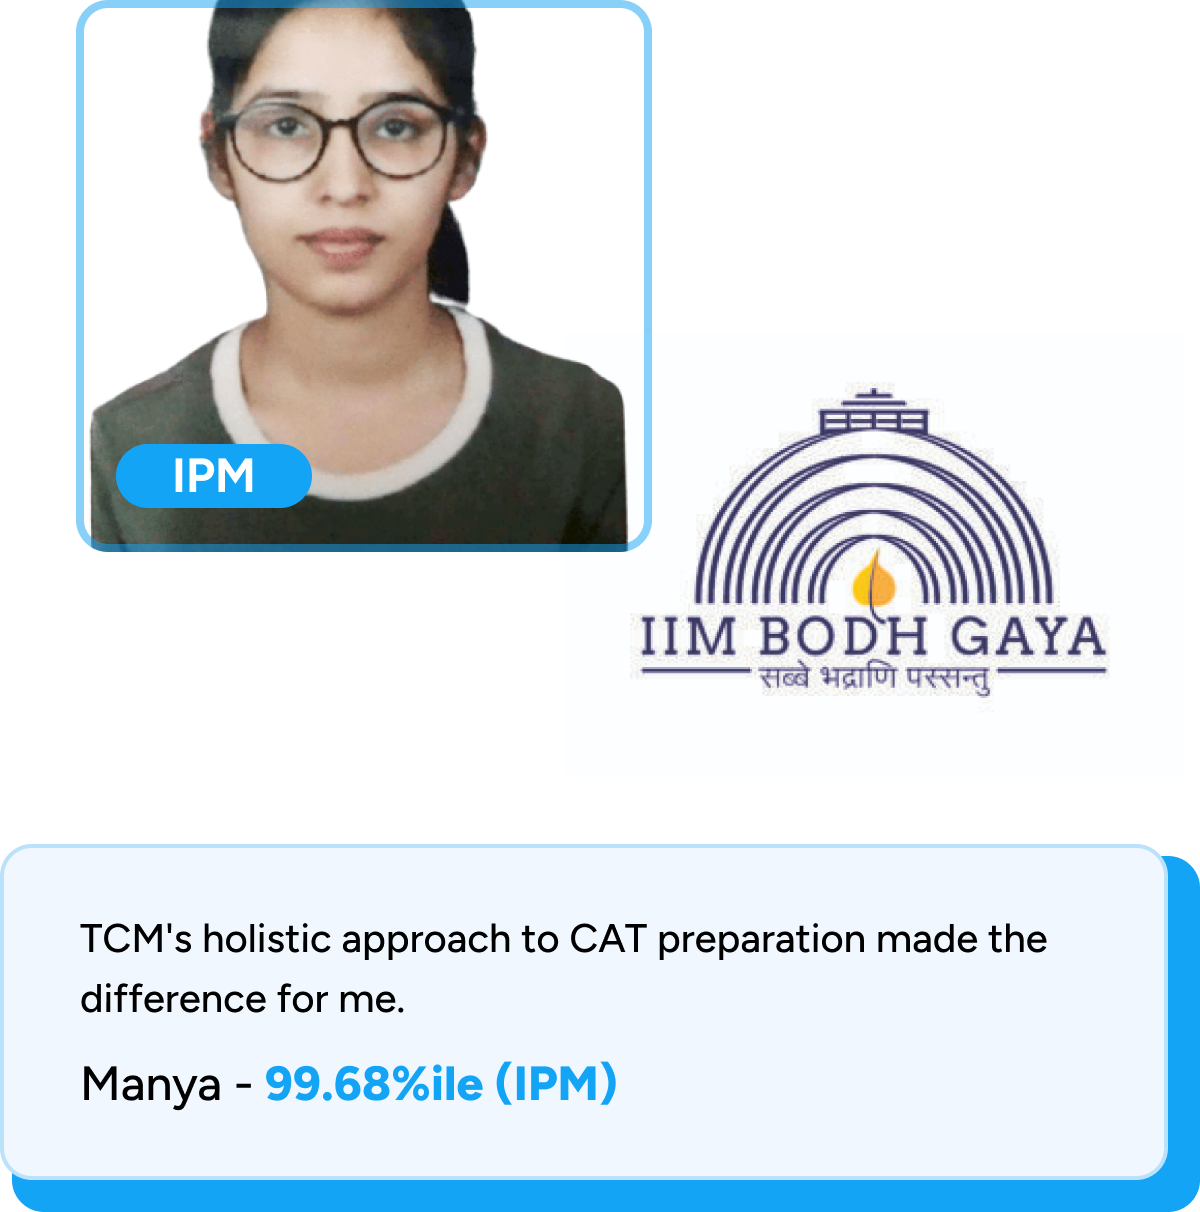 IPM
IIM BODH GAYA
सब्बे भद्राणि पस्सन्तु
TCM's holistic approach to CAT preparation made the
difference for me.
Manya - 99.68%ile (IPM)